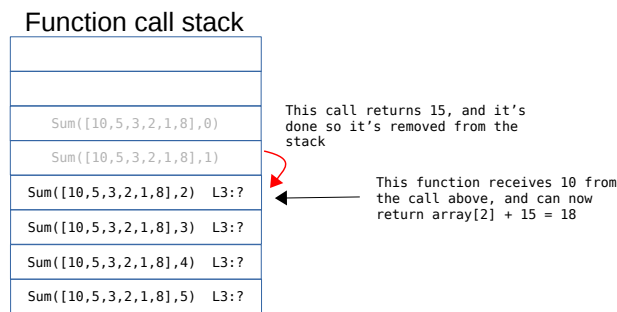 Function call stack
Sum([10,5,3,2,1,8],0)
This call returns 15, and it's
done so it's removed from the
stack
Sum([10,5,3,2,1,8],1)
Sum([10,5,3,2,1,8],2) L3:?
This function receives 10 from
the call above, and can now
return array[2] + 15 = 18
Sum([10,5,3,2,1,8],3) L3:?
Sum([10,5,3,2,1,8],4) L3:?
Sum([10,5,3,2,1,8],5) L3:?